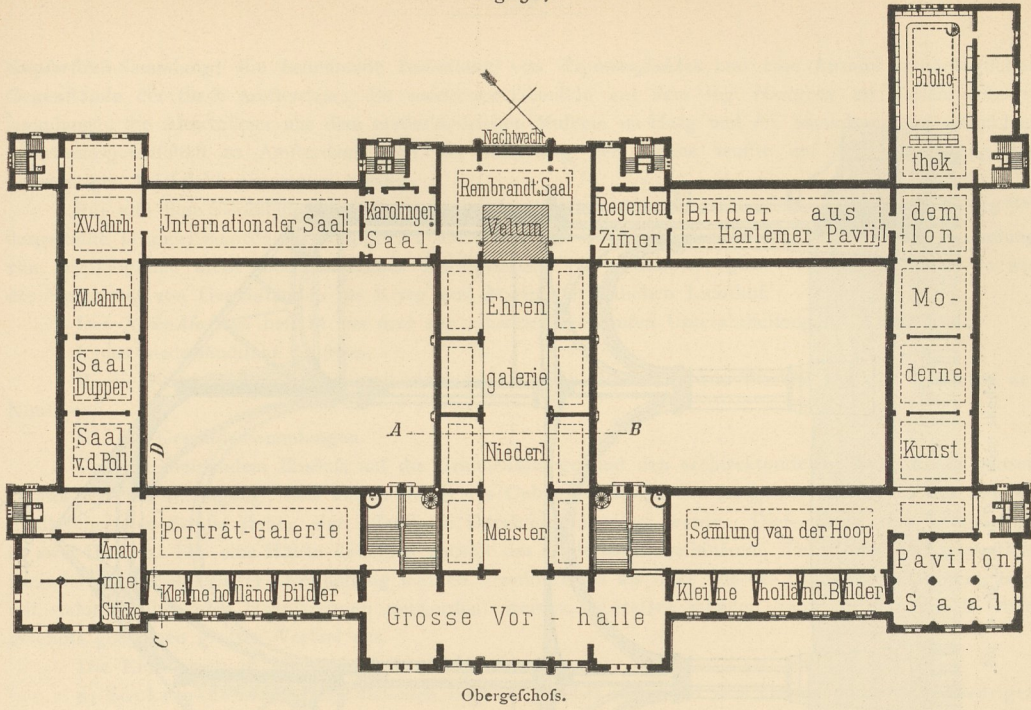 Biblio-
thek
Nachtwacht
Rembrandt Saal
Velum
XV. Jahrh.
Jnternationaler Saal
Karolinger
Saal
Regenten
Zim̄er
Bilder aus dem
Harlemer Pavil-lon
XVI. Jahrh.
Ehren
Mo-
Saal
Dupper
galerie
derne
Saal
v. d. Poll
D
A
B
Niederl.
Kunst
Porträt-Galerie
Meister
Sam̄lung van der Hoop
Pavillon
Saal
Anato
mie-
Stücke
Kleine holländ. Bilder
Kleine holländ. Bilder
Grosse Vor-halle
C
Obergeſchoſs.